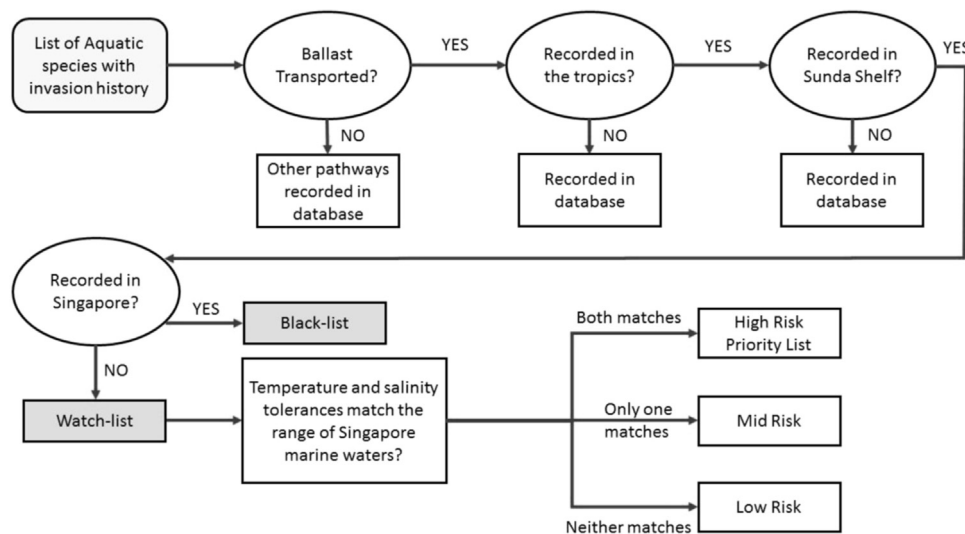 List of Aquatic
species with
invasion history
Ballast
Transported?
YES
Recorded in
the tropics?
YES
Recorded in
Sunda Shelf?
YES
NO
Other pathways
recorded in
database
NO
Recorded in
database
NO
Recorded in
database
Recorded in
Singapore?
YES
Black-list
NO
Watch-list
Temperature and salinity
tolerances match the
range of Singapore
marine waters?
Both matches
High Risk
Priority List
Only one
matches
Mid Risk
Neither matches
Low Risk